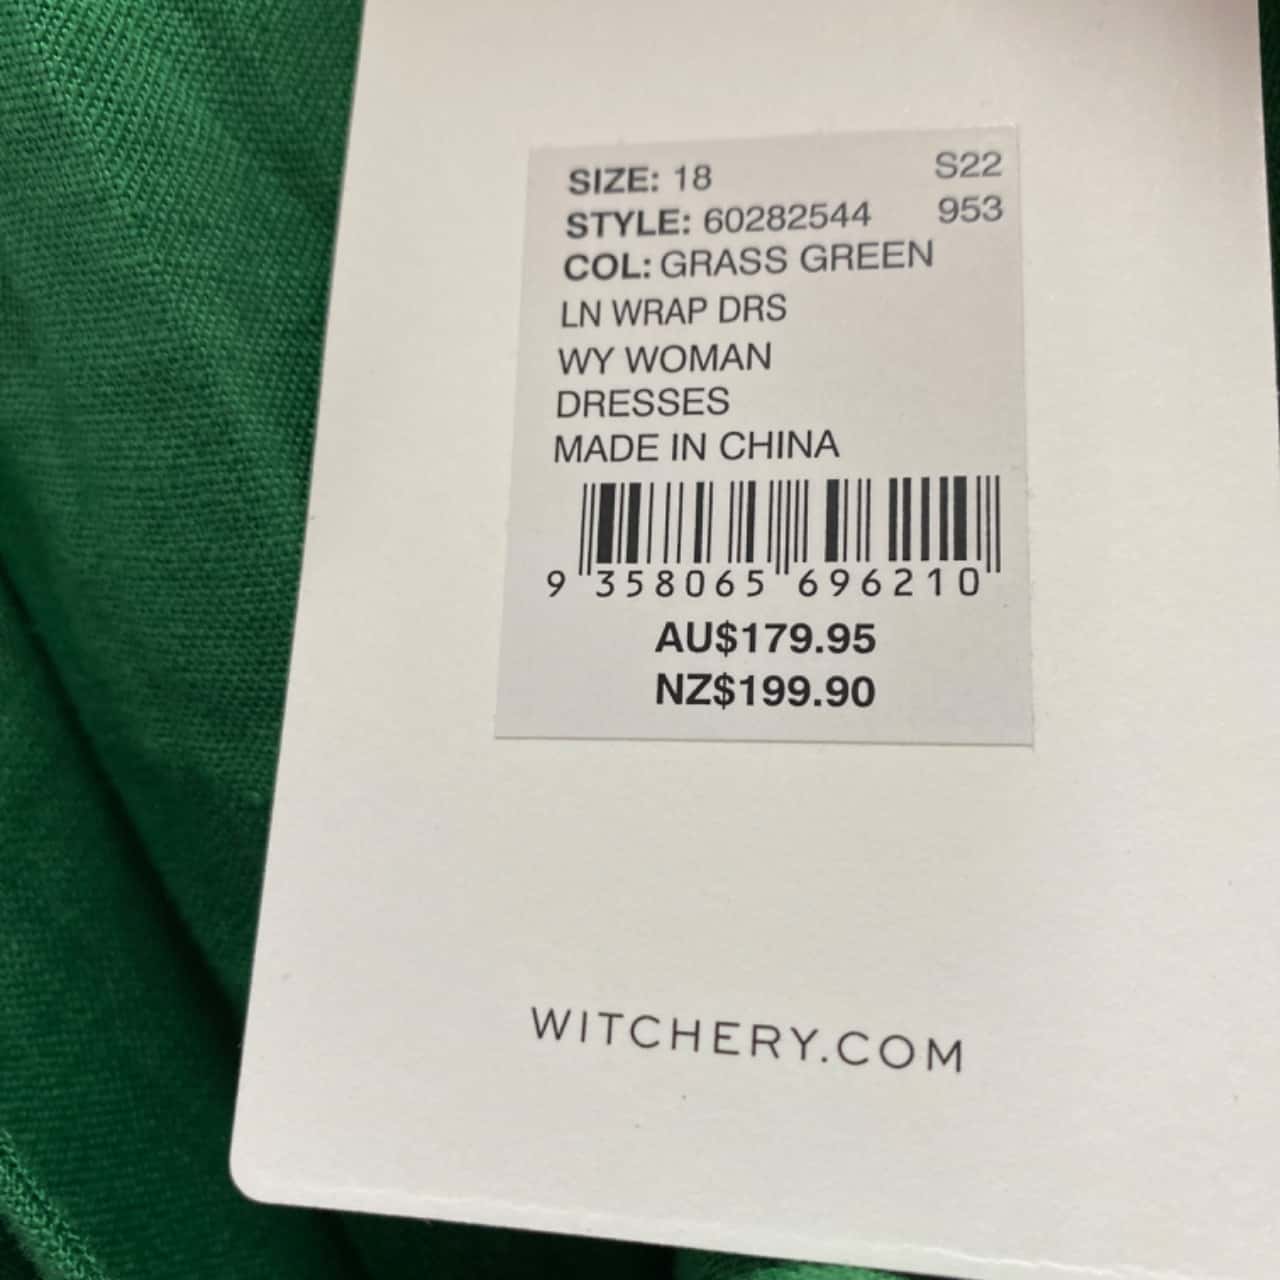 SIZE: 18 S22
STYLE: 60282544 953
COL: GRASS GREEN
LN WRAP DRS
WY WOMAN
DRESSES
MADE IN CHINA
9 358065 696210
AU$179.95
NZ$199.90
WITCHERY.COM